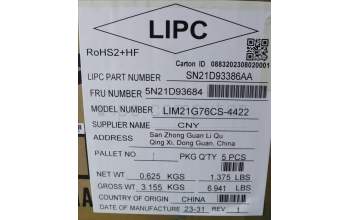 LIPC
RoHS2+HF
Carton ID 0883202308020001
LIPC PART NUMBER SN21D93386AA
FRU NUMBER 5N21D93684
MODEL NUMBER LIM21G76CS-4422
SUPPLIER NAME CNY
ADDRESS San Zhong Guan Li Qu
Qing Xi, Dong Guan, China
PALLET NO. PKG Q'TY 5 PCS
N.T. WEIGHT 0.625 KGS 1.375 LBS
GROSS WT. 3.155 KGS 6.941 LBS
COUNTRY OF ORIGIN CHINA
DATE OF MANUFACTURE 23-31 REV